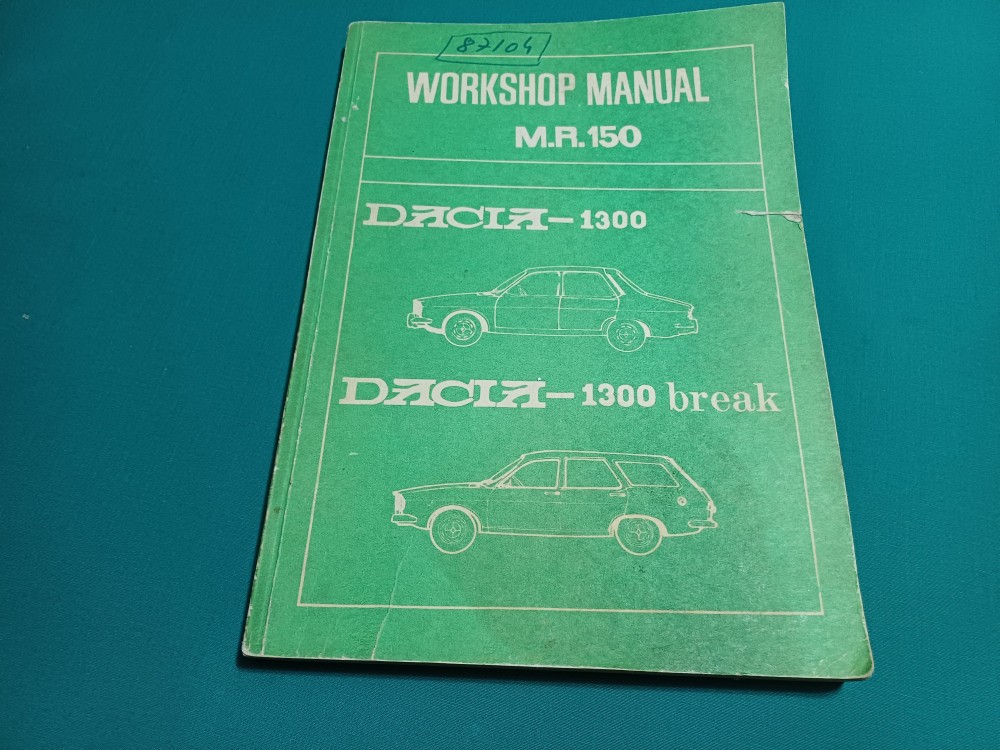 87104
WORKSHOP MANUAL
M.R.150
DACIA-1300
DACIA-1300 break